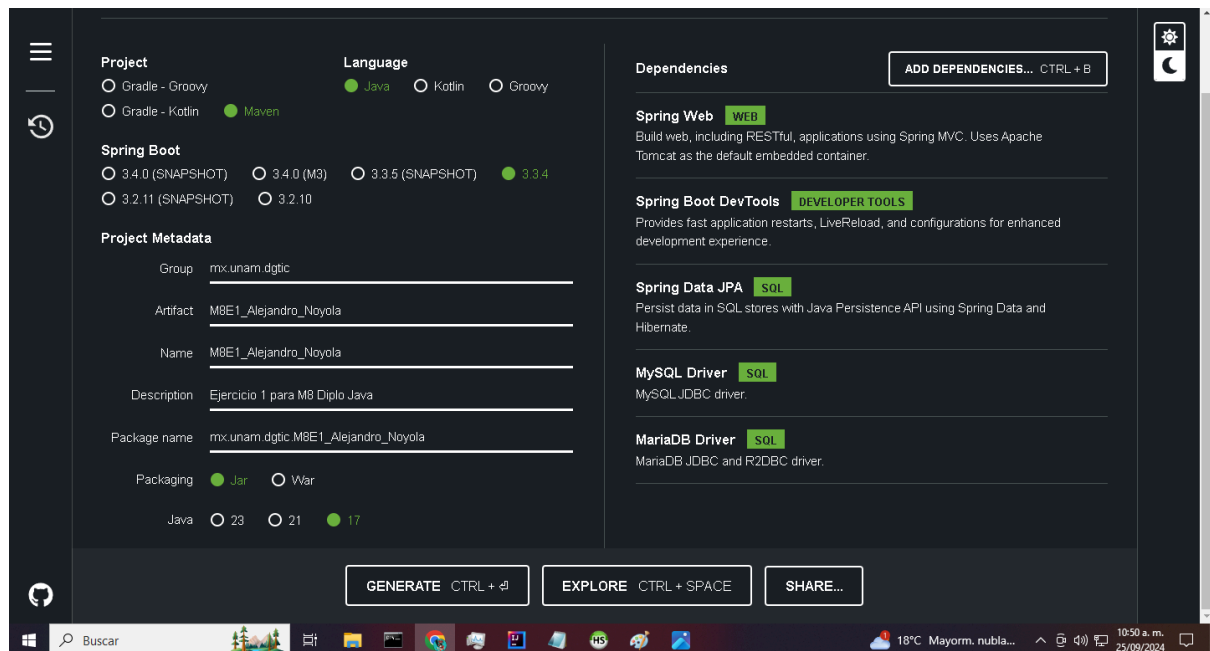 Project
Gradle - Groovy
Gradle - Kotlin Maven
Language
Java Kotlin Groovy
Spring Boot
3.4.0 (SNAPSHOT) 3.4.0 (M3) 3.3.5 (SNAPSHOT) 3.3.4
3.2.11 (SNAPSHOT) 3.2.10
Project Metadata
Group mx.unam.dgtic
Artifact M8E1_Alejandro_Noyola
Name M8E1_Alejandro_Noyola
Description Ejercicio 1 para M8 Diplo Java
Package name mx.unam.dgtic.M8E1_Alejandro_Noyola
Packaging Jar War
Java 23 21 17
Dependencies
ADD DEPENDENCIES... CTRL + B
Spring Web WEB
Build web, including RESTful, applications using Spring MVC. Uses Apache
Tomcat as the default embedded container.
Spring Boot DevTools DEVELOPER TOOLS
Provides fast application restarts, LiveReload, and configurations for enhanced
development experience.
Spring Data JPA SQL
Persist data in SQL stores with Java Persistence API using Spring Data and
Hibernate.
MySQL Driver SQL
MySQL JDBC driver.
MariaDB Driver SQL
MariaDB JDBC and R2DBC driver.
GENERATE CTRL + ⏎ EXPLORE CTRL + SPACE SHARE...
Buscar
HS
18°C Mayorm. nubla...
10:50 a. m.
25/09/2024